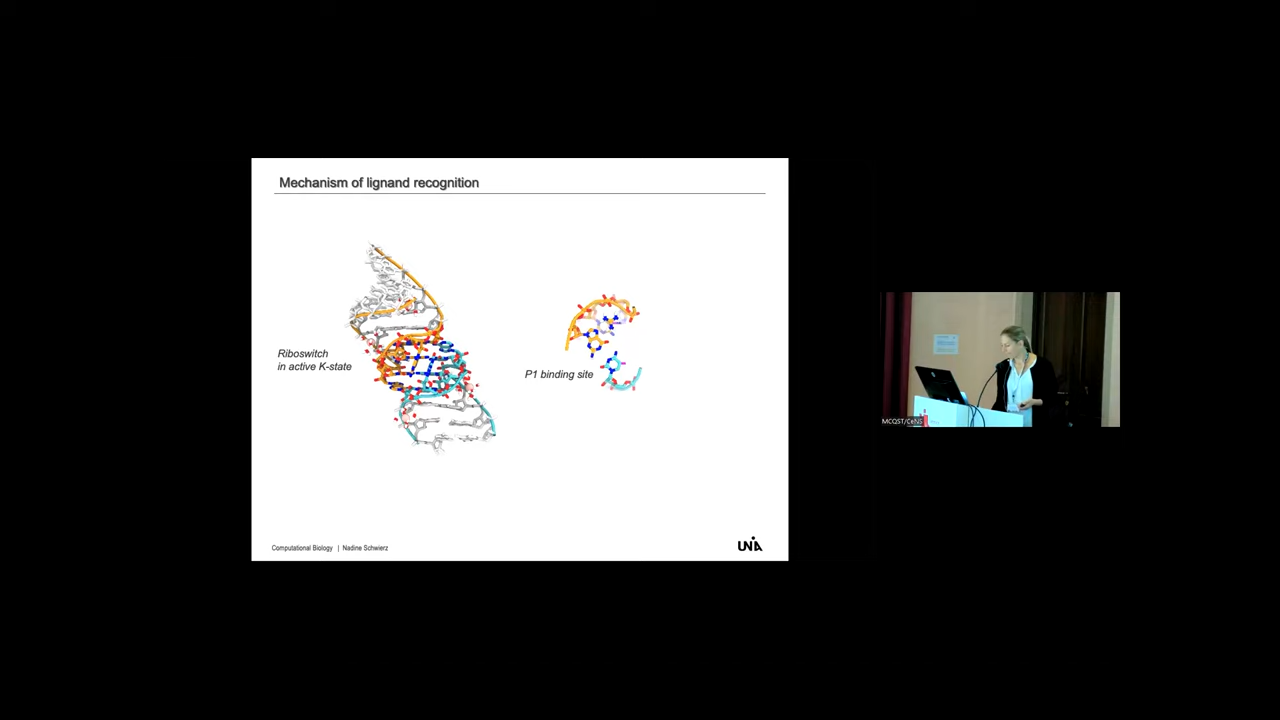 Mechanism of lignand recognition
Riboswitch
in active K-state
P1 binding site
Computational Biology | Nadine Schwierz
UNIA
MCQST/CeNS